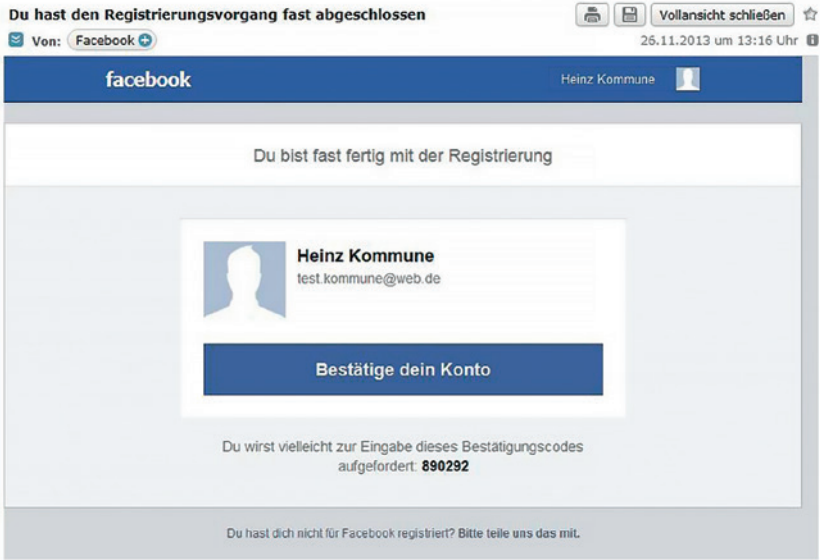 Du hast den Registrierungsvorgang fast abgeschlossen
Vollansicht schließen
Von: Facebook
26.11.2013 um 13:16 Uhr
facebook
Heinz Kommune
Du bist fast fertig mit der Registrierung
Heinz Kommune
test.kommune@web.de
Bestätige dein Konto
Du wirst vielleicht zur Eingabe dieses Bestätigungscodes
aufgefordert: 890292
Du hast dich nicht für Facebook registriert? Bitte teile uns das mit.